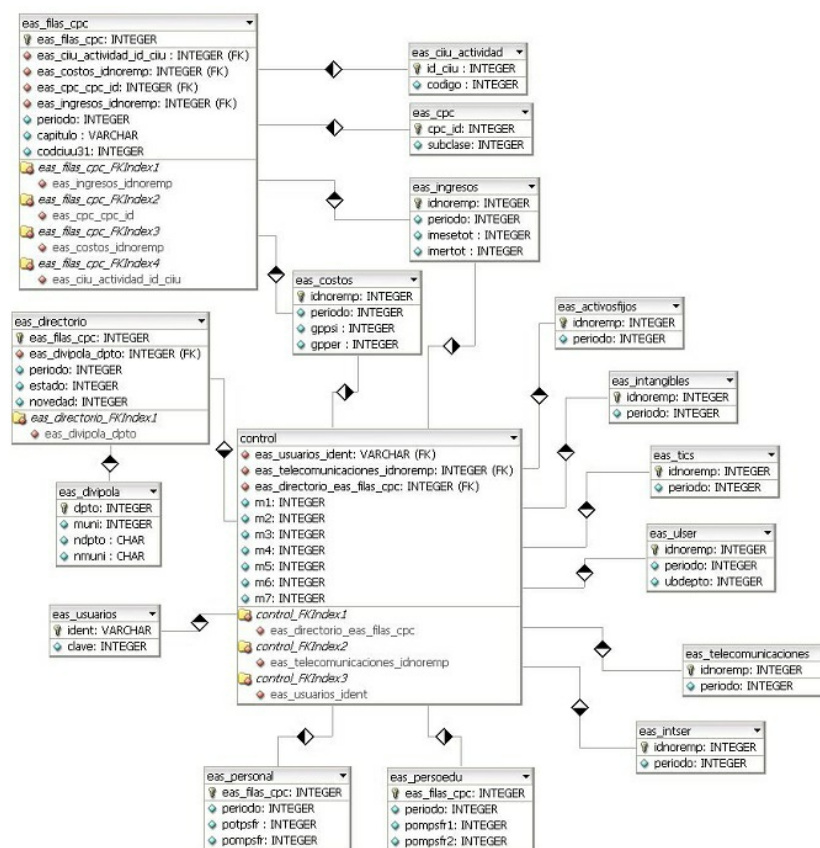 eas_filas_cpc
eas_filas_cpc: INTEGER
eas_ciiu_actividad_id_ciiu : INTEGER (FK)
eas_costos_idnoremp: INTEGER (FK)
eas_cpc_cpc_id: INTEGER (FK)
eas_ingresos_idnoremp: INTEGER (FK)
periodo: INTEGER
capitulo : VARCHAR
codciuu31: INTEGER
eas_filas_cpc_FKIndex1
eas_ingresos_idnoremp
eas_filas_cpc_FKIndex2
eas_cpc_cpc_id
eas_filas_cpc_FKIndex3
eas_costos_idnoremp
eas_filas_cpc_FKIndex4
eas_ciiu_actividad_id_ciiu
eas_ciiu_actividad
id_ciiu : INTEGER
codigo : INTEGER
eas_cpc
cpc_id: INTEGER
subclase: INTEGER
eas_ingresos
idnoremp: INTEGER
periodo: INTEGER
imesetot : INTEGER
imertot : INTEGER
eas_costos
idnoremp: INTEGER
periodo: INTEGER
gppsi : INTEGER
gpper : INTEGER
eas_directorio
eas_filas_cpc: INTEGER
eas_divipola_dpto: INTEGER (FK)
periodo: INTEGER
estado: INTEGER
novedad: INTEGER
eas_directorio_FKIndex1
eas_divipola_dpto
eas_activosfijos
idnoremp: INTEGER
periodo: INTEGER
eas_intangibles
idnoremp: INTEGER
periodo: INTEGER
control
eas_usuarios_ident: VARCHAR (FK)
eas_telecomunicaciones_idnoremp: INTEGER (FK)
eas_directorio_eas_filas_cpc: INTEGER (FK)
m1: INTEGER
m2: INTEGER
m3: INTEGER
m4: INTEGER
m5: INTEGER
m6: INTEGER
m7: INTEGER
control_FKIndex1
eas_directorio_eas_filas_cpc
control_FKIndex2
eas_telecomunicaciones_idnoremp
control_FKIndex3
eas_usuarios_ident
eas_tics
idnoremp: INTEGER
periodo: INTEGER
eas_divipola
dpto: INTEGER
muni: INTEGER
ndpto : CHAR
nmuni : CHAR
eas_ulser
idnoremp: INTEGER
periodo: INTEGER
ubdepto: INTEGER
eas_usuarios
ident: VARCHAR
clave: INTEGER
eas_telecomunicaciones
idnoremp: INTEGER
periodo: INTEGER
eas_intser
idnoremp: INTEGER
periodo: INTEGER
eas_personal
eas_filas_cpc: INTEGER
periodo: INTEGER
potpsfr : INTEGER
pompsfr: INTEGER
eas_persoedu
eas_filas_cpc: INTEGER
periodo: INTEGER
pompsfr1: INTEGER
pompsfr2: INTEGER